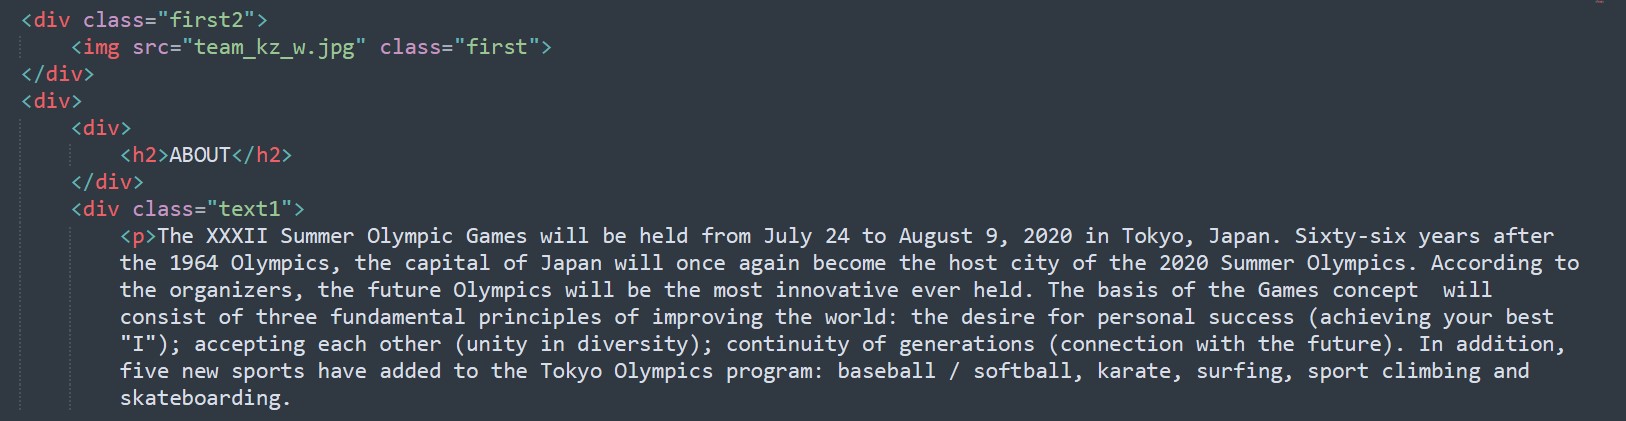 <div class="first2">
<img src="team_kz_w.jpg" class="first">
</div>
<div>
<div>
<h2>ABOUT</h2>
</div>
<div class="text1">
<p>The XXXII Summer Olympic Games will be held from July 24 to August 9, 2020 in Tokyo, Japan. Sixty-six years after
the 1964 Olympics, the capital of Japan will once again become the host city of the 2020 Summer Olympics. According to
the organizers, the future Olympics will be the most innovative ever held. The basis of the Games concept  will
consist of three fundamental principles of improving the world: the desire for personal success (achieving your best
"I"); accepting each other (unity in diversity); continuity of generations (connection with the future). In addition,
five new sports have added to the Tokyo Olympics program: baseball / softball, karate, surfing, sport climbing and
skateboarding.